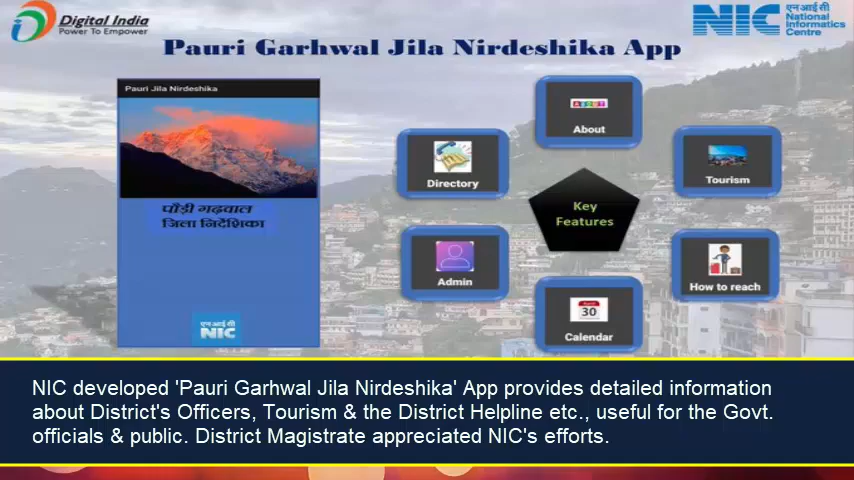 Digital India
Power To Empower
NIC
एन आई सी
National
Informatics
Centre
Pauri Garhwal Jila Nirdeshika App
Pauri Jila Nirdeshika
पौड़ी गढ़वाल
जिला निर्देशिका
एन आई सी
NIC
ABOUT
About
Directory
Tourism
Key
Features
Admin
How to reach
30
Calendar
NIC developed 'Pauri Garhwal Jila Nirdeshika' App provides detailed information
about District's Officers, Tourism & the District Helpline etc., useful for the Govt.
officials & public. District Magistrate appreciated NIC's efforts.